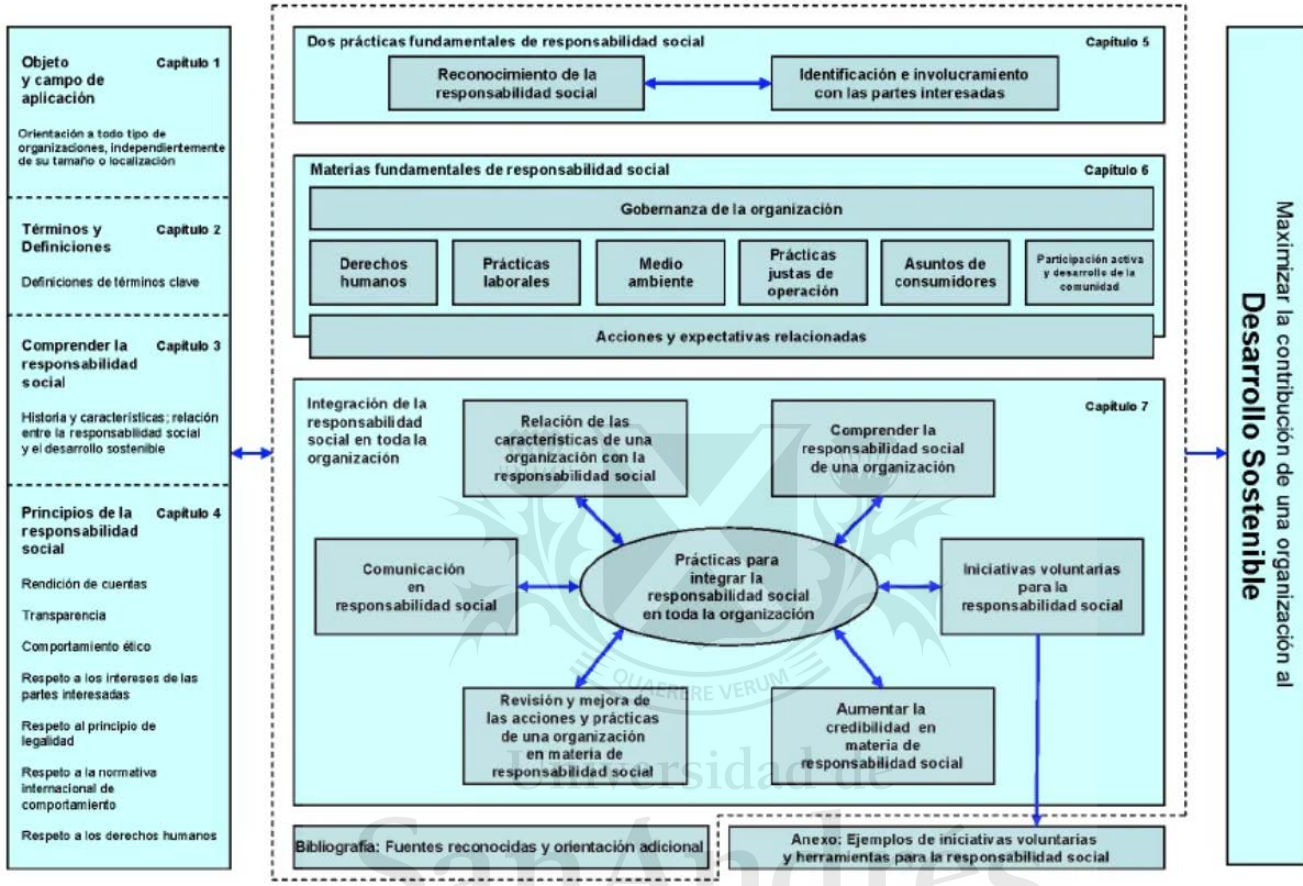 Objeto
y campo de
aplicación
Capítulo 1
Orientación a todo tipo de
organizaciones, independientemente
de su tamaño o localización
Términos y
Definiciones
Capítulo 2
Definiciones de términos clave
Comprender la
responsabilidad
social
Capítulo 3
Historia y características; relación
entre la responsabilidad social
y el desarrollo sostenible
Principios de la
responsabilidad
social
Capítulo 4
Rendición de cuentas
Transparencia
Comportamiento ético
Respeto a los intereses de las
partes interesadas
Respeto al principio de
legalidad
Respeto a la normativa
internacional de
comportamiento
Respeto a los derechos humanos
Dos prácticas fundamentales de responsabilidad social
Capítulo 5
Reconocimiento de la
responsabilidad social
Identificación e involucramiento
con las partes interesadas
Materias fundamentales de responsabilidad social
Capítulo 6
Gobernanza de la organización
Derechos
humanos
Prácticas
laborales
Medio
ambiente
Prácticas
justas de
operación
Asuntos de
consumidores
Participación activa
y desarrollo de la
comunidad
Acciones y expectativas relacionadas
Integración de la
responsabilidad
social en toda la
organización
Capítulo 7
Relación de las
características de una
organización con la
responsabilidad social
Comprender la
responsabilidad social
de una organización
Comunicación
en
responsabilidad social
Prácticas para
integrar la
responsabilidad social
en toda la organización
Iniciativas voluntarias
para la
responsabilidad social
Revisión y mejora de
las acciones y prácticas
de una organización
en materia de
responsabilidad social
Aumentar la
credibilidad en
materia de
responsabilidad social
QUAERERE VERUM
Universidad de
SanAndrés
Bibliografía: Fuentes reconocidas y orientación adicional
Anexo: Ejemplos de iniciativas voluntarias
y herramientas para la responsabilidad social
Maximizar la contribución de una organización al
Desarrollo Sostenible